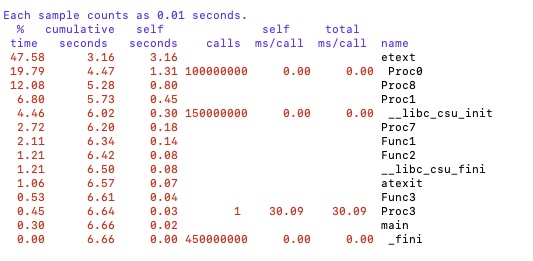 Each sample counts as 0.01 seconds.
  %   cumulative   self              self     total
 time   seconds   seconds    calls  ms/call  ms/call  name
 47.58      3.16     3.16                             etext
 19.79      4.47     1.31 100000000     0.00     0.00  Proc0
 12.08      5.28     0.80                             Proc8
  6.80      5.73     0.45                             Proc1
  4.46      6.02     0.30 150000000     0.00     0.00  __libc_csu_init
  2.72      6.20     0.18                             Proc7
  2.11      6.34     0.14                             Func1
  1.21      6.42     0.08                             Func2
  1.21      6.50     0.08                             __libc_csu_fini
  1.06      6.57     0.07                             atexit
  0.53      6.61     0.04                             Func3
  0.45      6.64     0.03         1    30.09    30.09  Proc3
  0.30      6.66     0.02                             main
  0.00      6.66     0.00 450000000     0.00     0.00  _fini